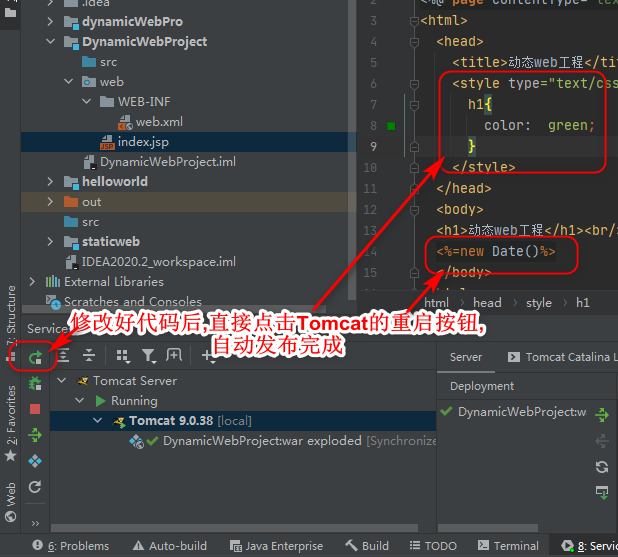 .idea
dynamicWebPro
DynamicWebProject
src
web
WEB-INF
web.xml
index.jsp
DynamicWebProject.iml
helloworld
out
src
staticweb
IDEA2020.2_workspace.iml
External Libraries
Scratches and Consoles
3 <html>
4 <head>
5 <title>动态web工程</tit
6 <style type="text/css
7 h1{
8 color: green;
9 }
10 </style>
11 </head>
12 <body>
13 <h1>动态web工程</h1><br/
14 <%=new Date()%>
15 </body>
html > head > style > h1
修改好代码后,直接点击Tomcat的重启按钮,
自动发布完成
Service
Server
Tomcat Catalina L
Deployment
DynamicWebProject:w
Tomcat Server
Running
Tomcat 9.0.38 [local]
DynamicWebProject:war exploded [Synchronize
Structure
2: Favorites
Web
6: Problems
Auto-build
Java Enterprise
Build
TODO
Terminal
8: Servic